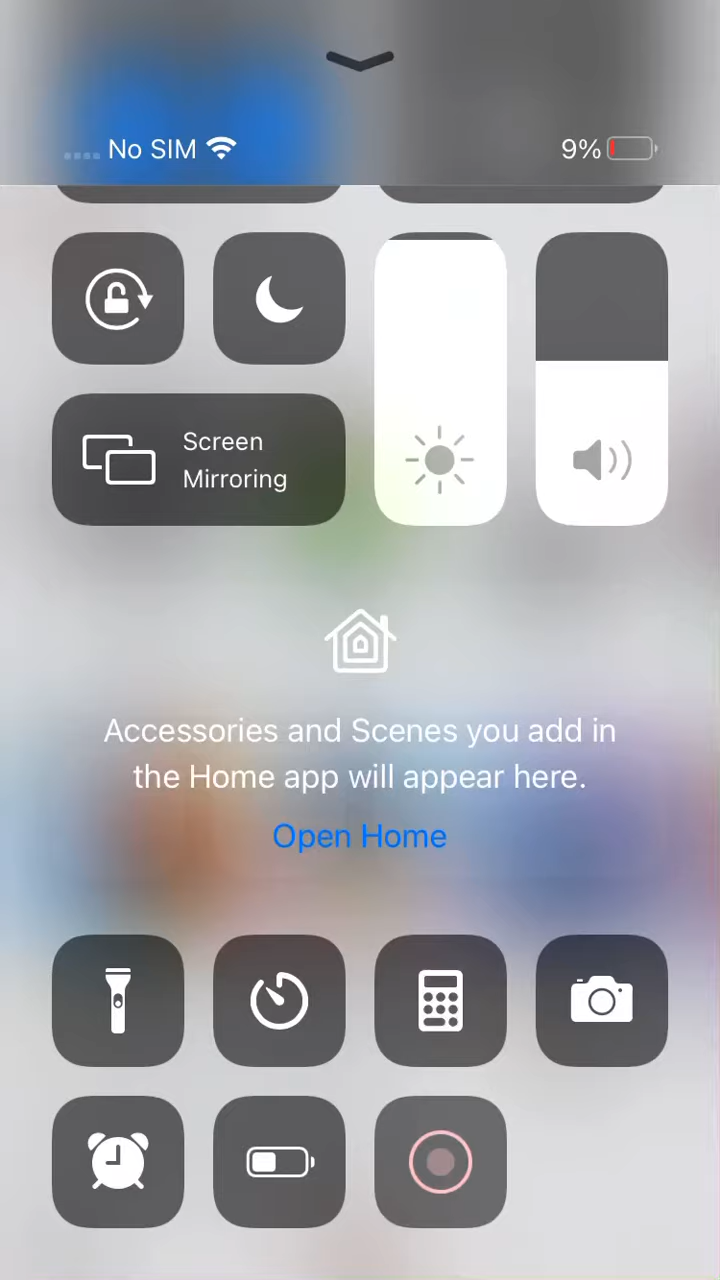 No SIM
9%
Screen
Mirroring
Accessories and Scenes you add in
the Home app will appear here.
Open Home